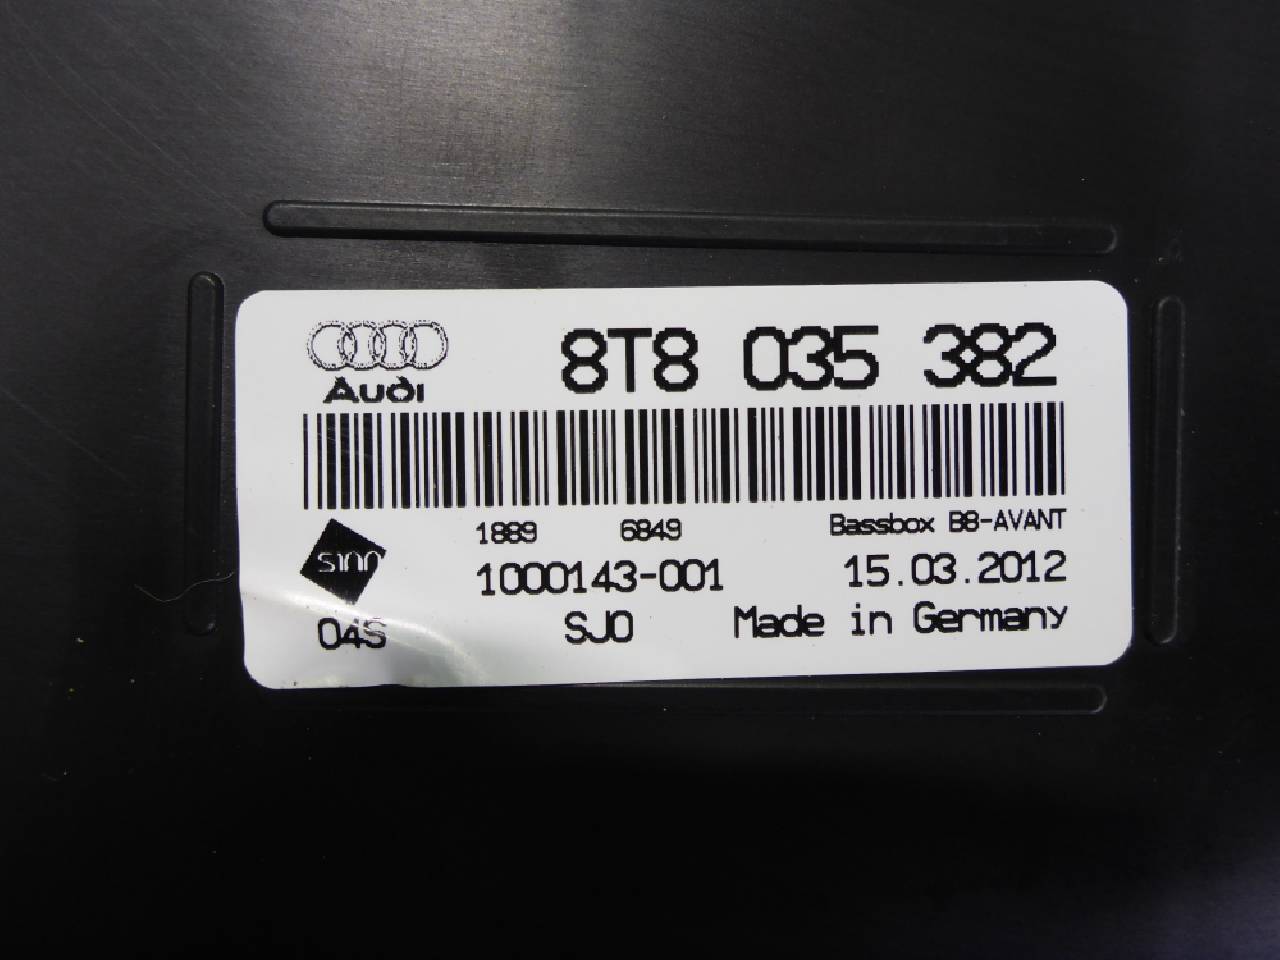 Audi 8T8 035 382
1889 6849 Bassbox B8-AVANT
sinn 1000143-001 15.03.2012
04S SJ0 Made in Germany